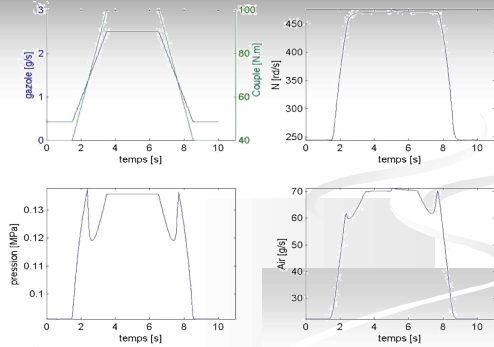 3
2
1
0
gazole [g/s]
100
80
60
40
Couple [N.m]
0 2 4 6 8 10
temps [s]
450
400
350
300
250
N [rd/s]
0 2 4 6 8 10
temps [s]
0.13
0.12
0.11
0.1
pression [MPa]
0 2 4 6 8 10
temps [s]
70
60
50
40
30
Air [g/s]
0 2 4 6 8 10
temps [s]